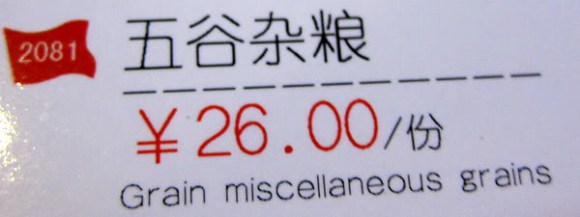 2081
五谷杂粮
¥26.00/份
Grain miscellaneous grains